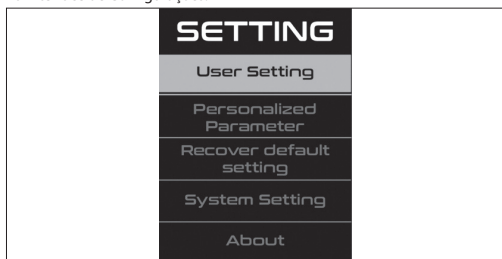 SETTING
User Setting
Personalized
Parameter
Recover default
setting
System Setting
About